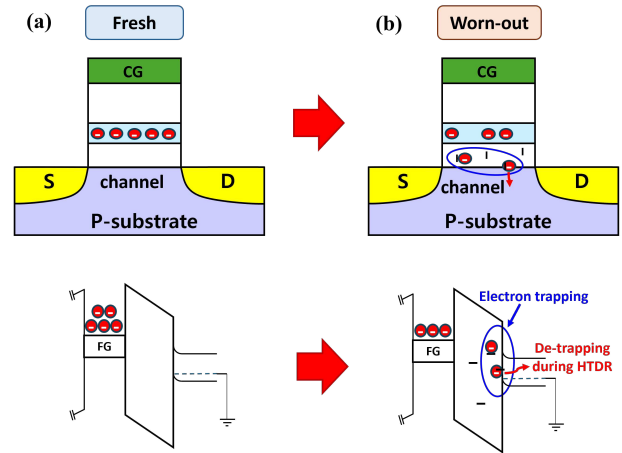 (a)
Fresh
(b)
Worn-out
CG
CG
S
channel
D
P-substrate
S
channel
D
P-substrate
FG
Electron trapping
FG
De-trapping
during HTDR